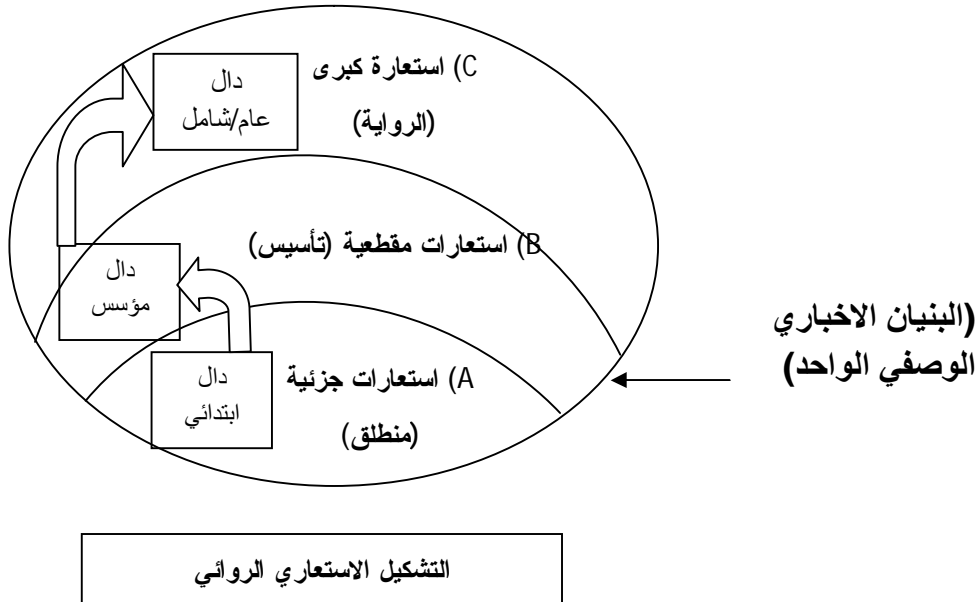 C) استعارة كبرى
(الرواية)
دال
عام/شامل
B) استعارات مقطعية (تأسيس)
دال
مؤسس
(البنيان الاخباري
الوصفي الواحد)
A) استعارات جزئية
(منطلق)
دال
ابتدائي
التشكيل الاستعاري الروائي